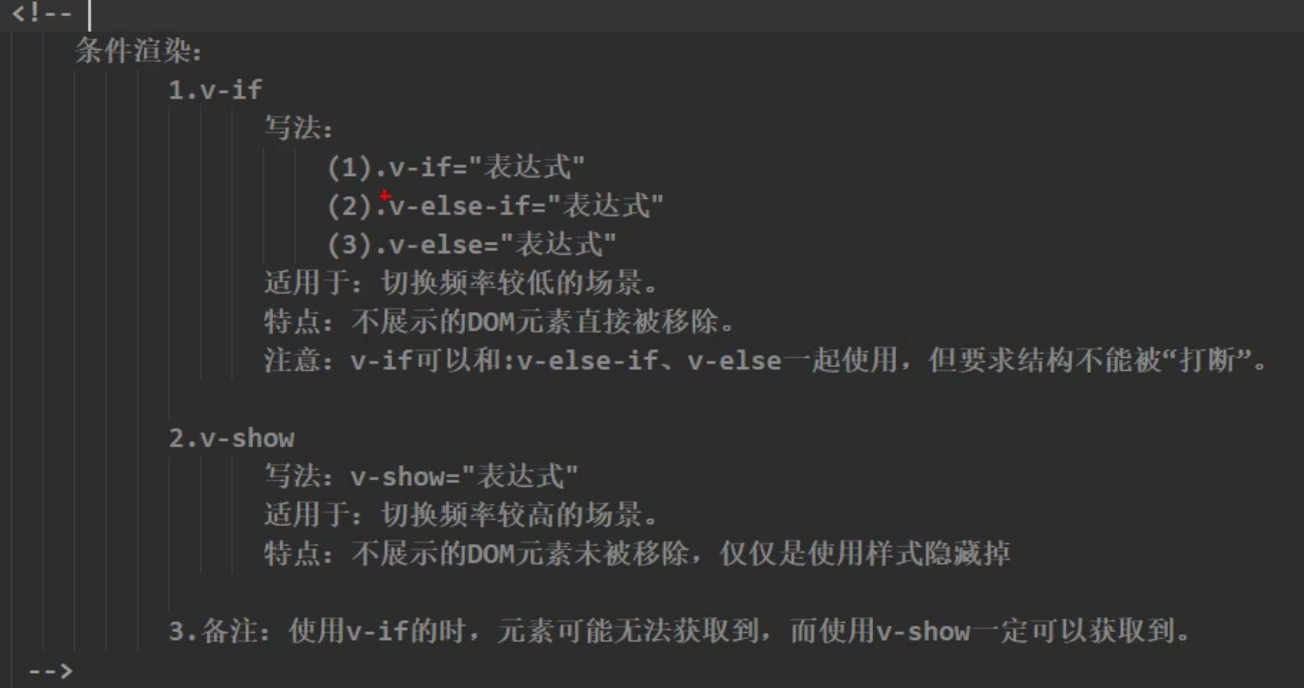 <!--
条件渲染：
1.v-if
写法：
(1).v-if="表达式"
(2).v-else-if="表达式"
(3).v-else="表达式"
适用于：切换频率较低的场景。
特点：不展示的DOM元素直接被移除。
注意：v-if可以和:v-else-if、v-else一起使用，但要求结构不能被“打断”。
2.v-show
写法：v-show="表达式"
适用于：切换频率较高的场景。
特点：不展示的DOM元素未被移除，仅仅是使用样式隐藏掉
3.备注：使用v-if的时，元素可能无法获取到，而使用v-show一定可以获取到。
-->